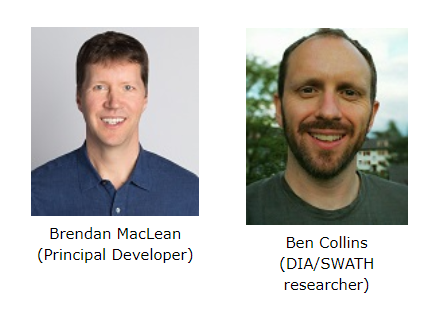 Brendan MacLean
(Principal Developer)
Ben Collins
(DIA/SWATH
researcher)